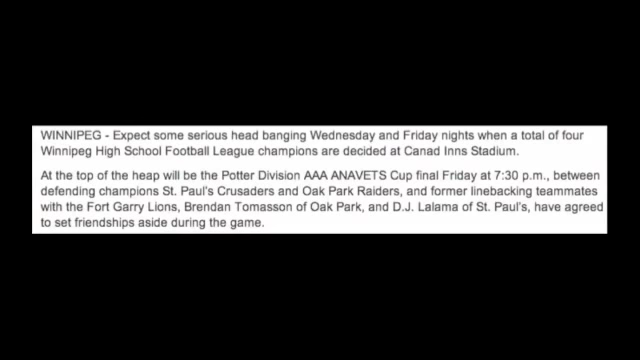 WINNIPEG - Expect some serious head banging Wednesday and Friday nights when a total of four
Winnipeg High School Football League champions are decided at Canad Inns Stadium.
At the top of the heap will be the Potter Division AAA ANAVETS Cup final Friday at 7:30 p.m., between
defending champions St. Paul's Crusaders and Oak Park Raiders, and former linebacking teammates
with the Fort Garry Lions, Brendan Tomasson of Oak Park, and D.J. Lalama of St. Paul's, have agreed
to set friendships aside during the game.